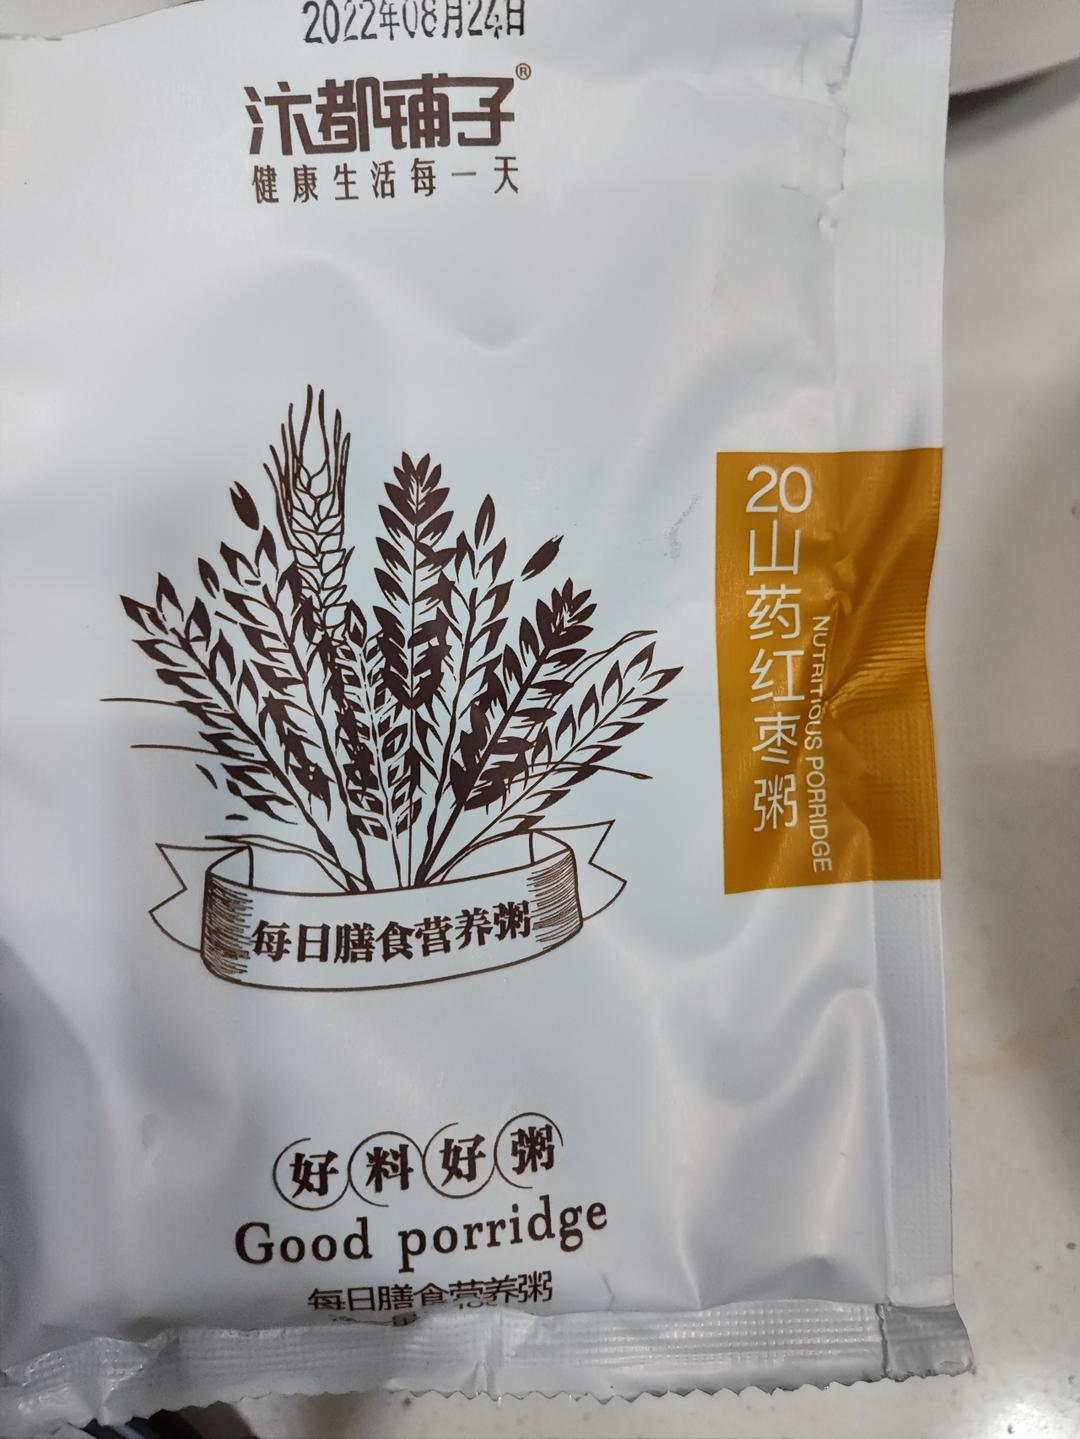 2022年08月24日
汴都铺子®
健康生活每一天
20
山药红枣粥
NUTRITIOUS PORRIDGE
每日膳食营养粥
好料好粥
Good porridge
每日膳食营养粥